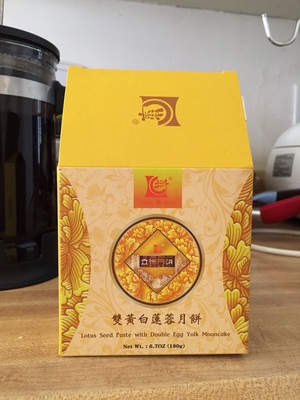 雙黃白蓮蓉月餅
Lotus Seed Paste with Double Egg Yolk Mooncake
Net Wt. : 6.7OZ (190g)